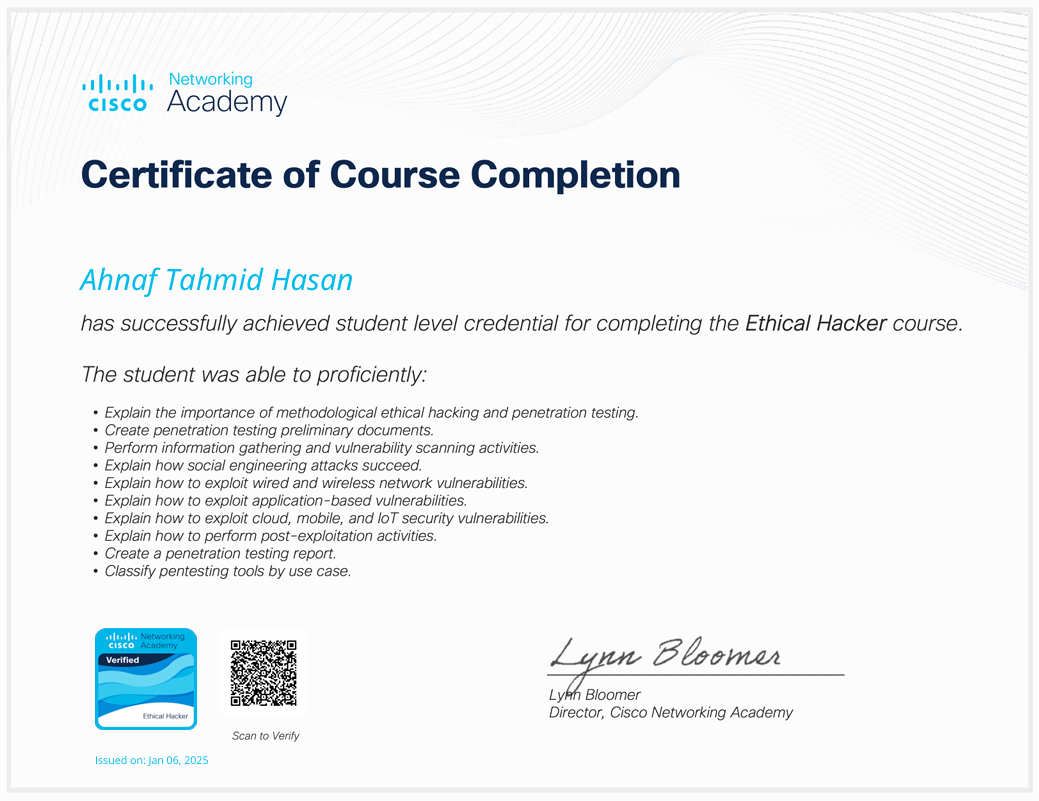 Networking
CISCO Academy
Certificate of Course Completion
Ahnaf Tahmid Hasan
has successfully achieved student level credential for completing the Ethical Hacker course.
The student was able to proficiently:
• Explain the importance of methodological ethical hacking and penetration testing.
• Create penetration testing preliminary documents.
• Perform information gathering and vulnerability scanning activities.
• Explain how social engineering attacks succeed.
• Explain how to exploit wired and wireless network vulnerabilities.
• Explain how to exploit application-based vulnerabilities.
• Explain how to exploit cloud, mobile, and IoT security vulnerabilities.
• Explain how to perform post-exploitation activities.
• Create a penetration testing report.
• Classify pentesting tools by use case.
Networking
CISCO Academy
Verified
Ethical Hacker
Scan to Verify
Issued on: Jan 06, 2025
Lynn Bloomer
Lynn Bloomer
Director, Cisco Networking Academy